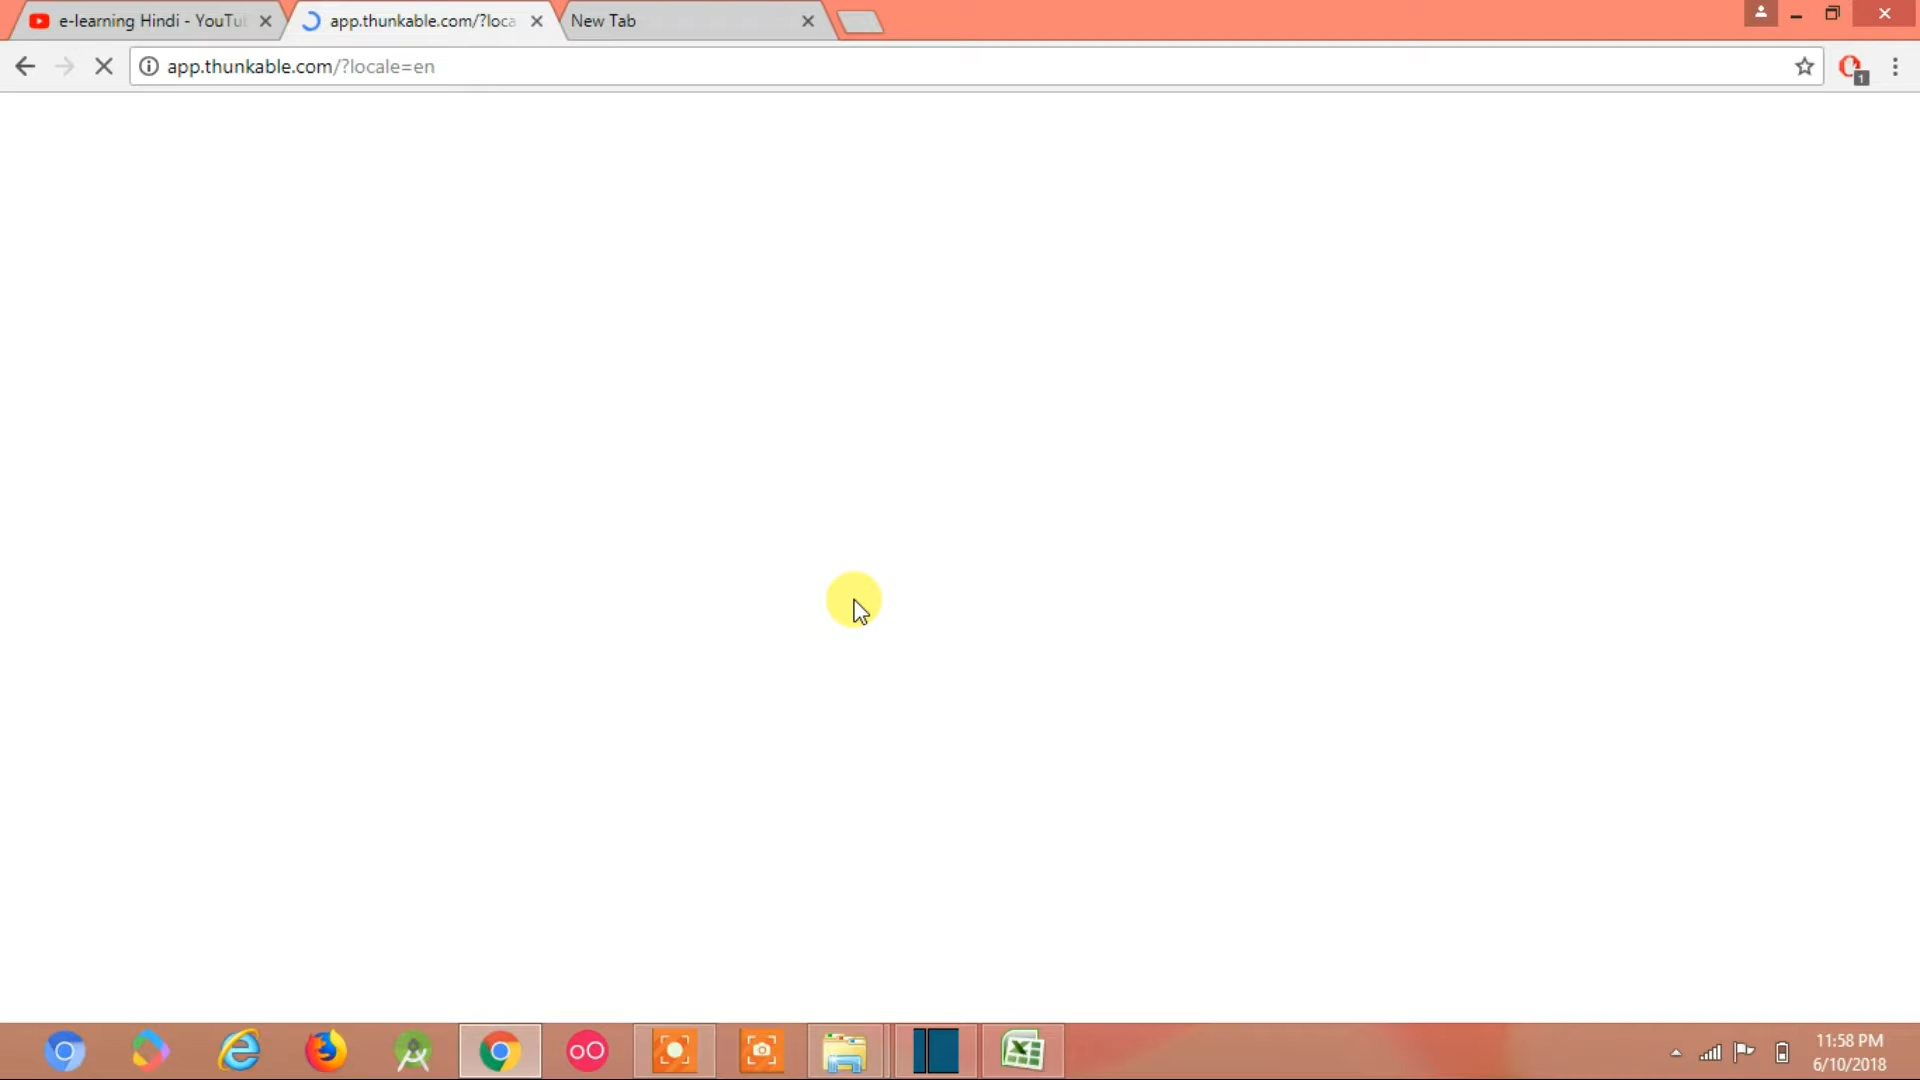 e-learning Hindi - YouTu
app.thunkable.com/?loca
New Tab
app.thunkable.com/?locale=en
1
11:58 PM
6/10/2018